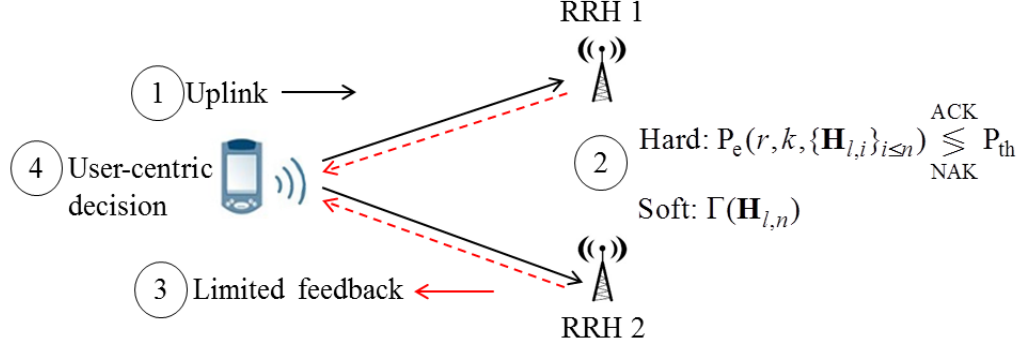 RRH 1
1 Uplink
2 Hard: P_e(r, k, {H_{l,i}}_{i≤n}) ACK ≶ NAK P_th
Soft: Γ(H_{l,n})
4 User-centric
decision
3 Limited feedback
RRH 2